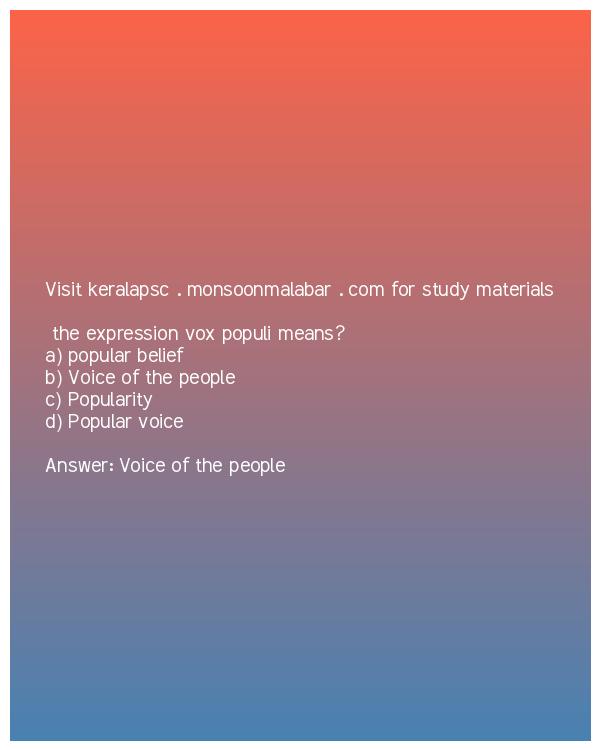 Visit keralapsc . monsoonmalabar . com for study materials
the expression vox populi means?
a) popular belief
b) Voice of the people
c) Popularity
d) Popular voice
Answer: Voice of the people